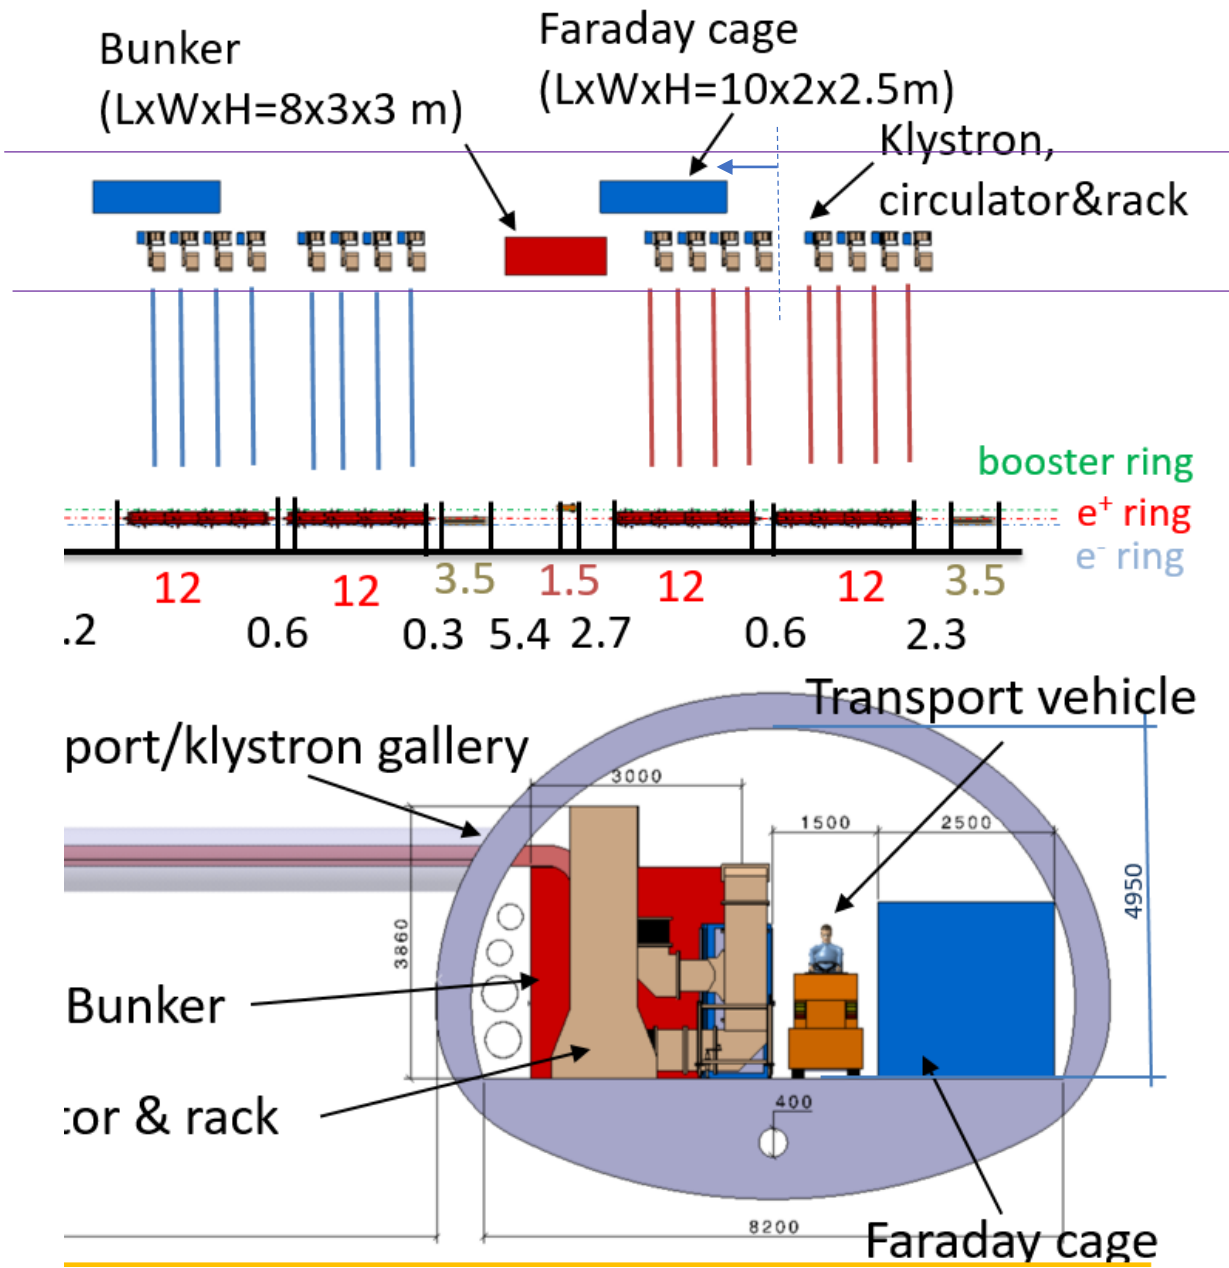 Bunker
(LxWxH=8x3x3 m)
Faraday cage
(LxWxH=10x2x2.5m)
Klystron,
circulator&rack
booster ring
e⁺ ring
e⁻ ring
12 12 3.5 1.5 12 12 3.5
.2 0.6 0.3 5.4 2.7 0.6 2.3
Transport vehicle
port/klystron gallery
3000
1500 2500
4950
3860
Bunker
tor & rack
400
8200
Faraday cage